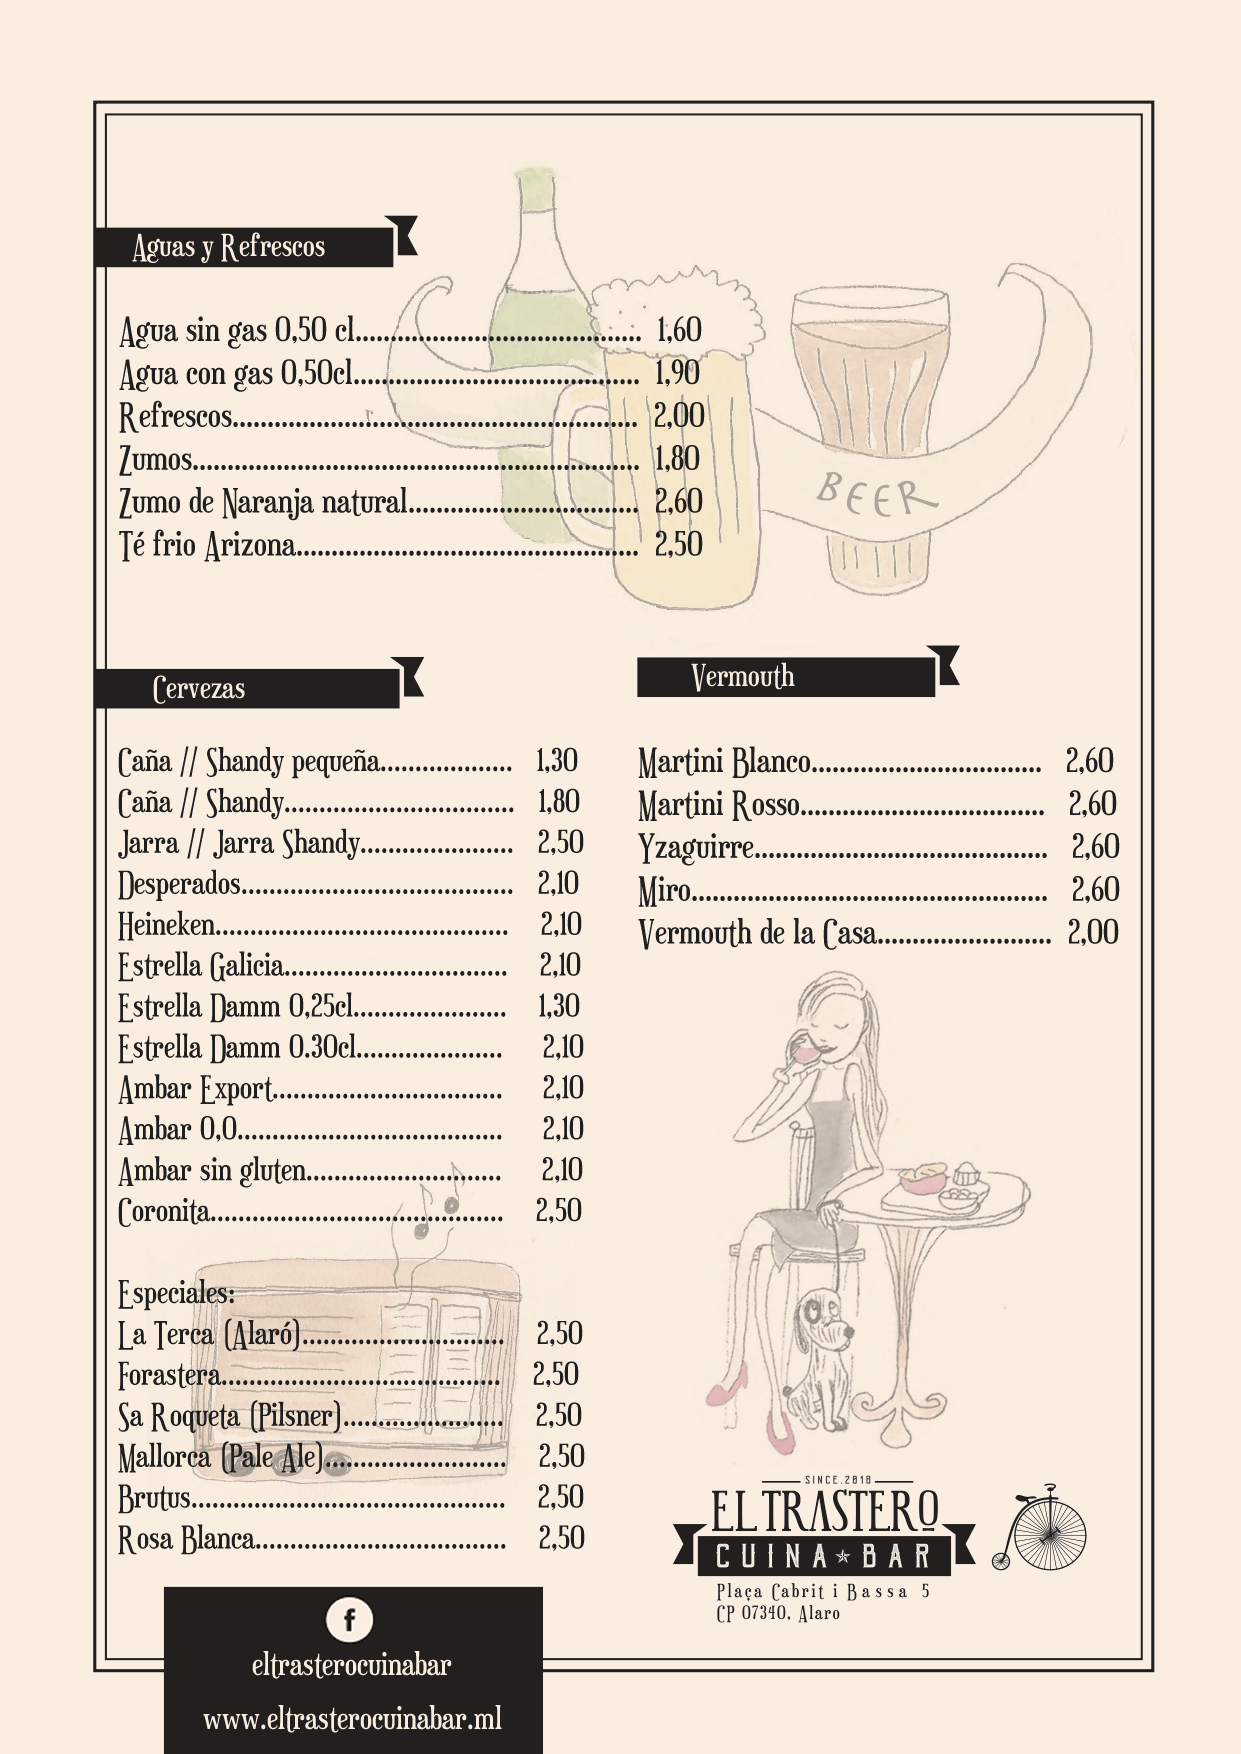 Aguas y Refrescos
Agua sin gas 0,50 cl........................................ 1,60
Agua con gas 0,50cl........................................ 1,90
Refrescos......................................................... 2,00
Zumos............................................................... 1,80
Zumo de Naranja natural................................ 2,60
Té frio Arizona................................................ 2,50
BEER
Cervezas
Caña // Shandy pequeña................... 1,30
Caña // Shandy................................. 1,80
Jarra // Jarra Shandy...................... 2,50
Desperados....................................... 2,10
Heineken.......................................... 2,10
Estrella Galicia................................ 2,10
Estrella Damm 0,25cl...................... 1,30
Estrella Damm 0.30cl..................... 2,10
Ambar Export................................. 2,10
Ambar 0,0...................................... 2,10
Ambar sin gluten............................ 2,10
Coronita.......................................... 2,50
Especiales:
La Terca (Alaró)............................. 2,50
Forastera........................................ 2,50
Sa Roqueta (Pilsner)....................... 2,50
Mallorca (Pale Ale)......................... 2,50
Brutus............................................. 2,50
Rosa Blanca.................................... 2,50
Vermouth
Martini Blanco................................. 2,60
Martini Rosso................................... 2,60
Yzaguirre.......................................... 2,60
Miro................................................... 2,60
Vermouth de la Casa......................... 2,00
SINCE.2018
EL TRASTERO
CUINA BAR
Plaça Cabrit i Bassa 5
CP 07340, Alaro
f
eltrasterocuinabar
www.eltrasterocuinabar.ml